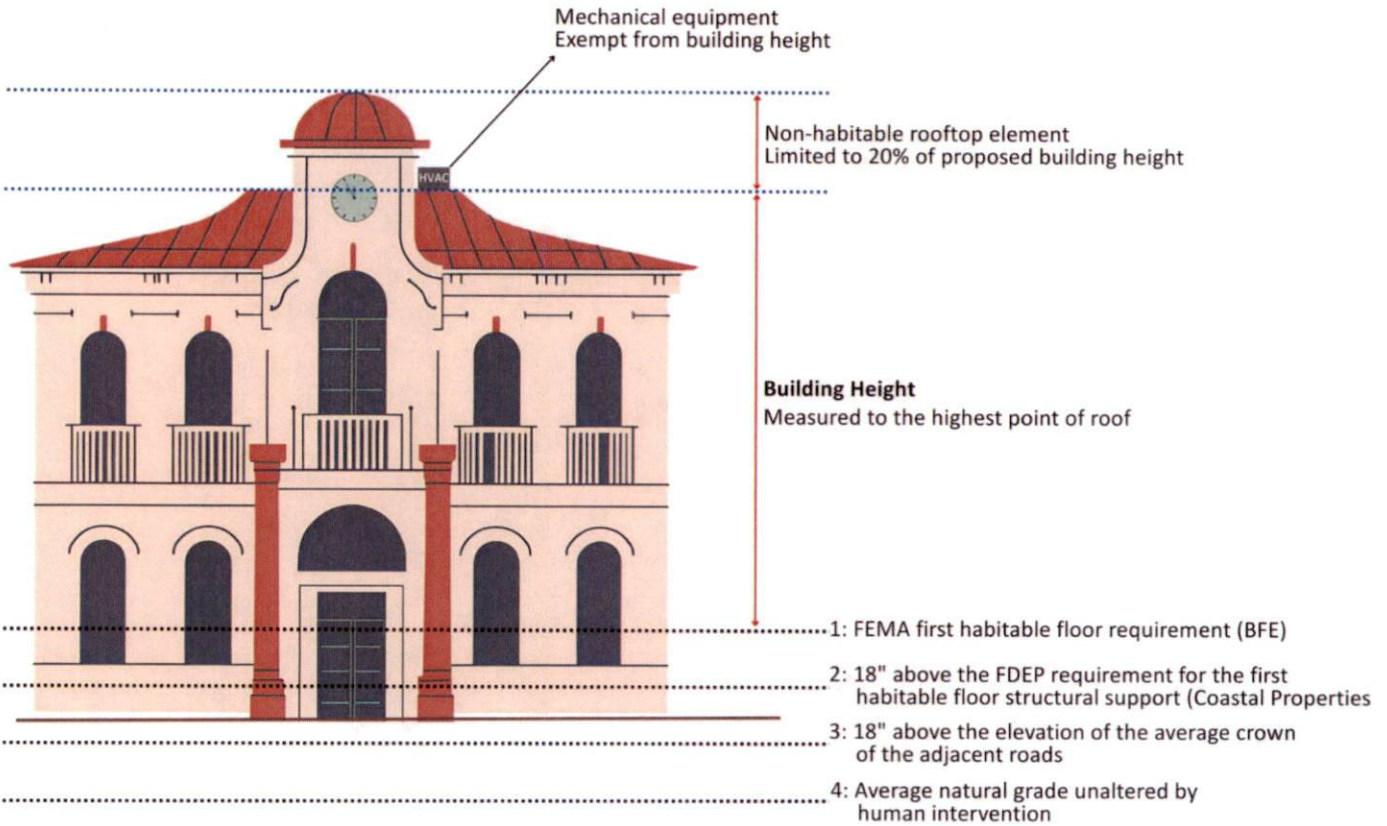 Mechanical equipment
Exempt from building height
Non-habitable rooftop element
Limited to 20% of proposed building height
HVAC
Building Height
Measured to the highest point of roof
1: FEMA first habitable floor requirement (BFE)
2: 18" above the FDEP requirement for the first
habitable floor structural support (Coastal Properties
3: 18" above the elevation of the average crown
of the adjacent roads
4: Average natural grade unaltered by
human intervention